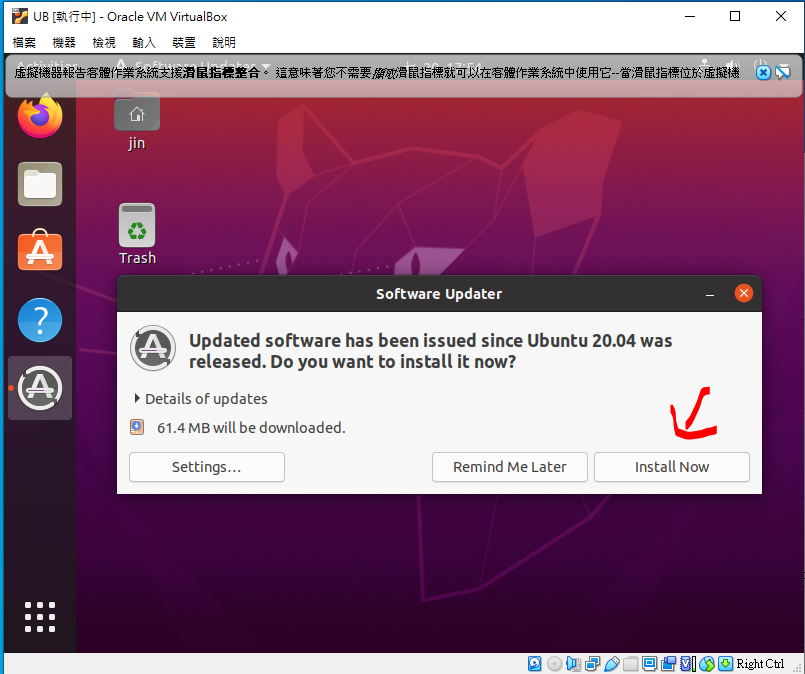 UB [執行中] - Oracle VM VirtualBox
檔案 機器 檢視 輸入 裝置 說明
虛擬機器報告客體作業系統支援滑鼠指標整合。 這意味著您不需要 擷取 滑鼠指標就可以在客體作業系統中使用它--當滑鼠指標位於虛擬機
jin
Trash
Software Updater
Updated software has been issued since Ubuntu 20.04 was
released. Do you want to install it now?
Details of updates
61.4 MB will be downloaded.
Settings…
Remind Me Later
Install Now
Right Ctrl